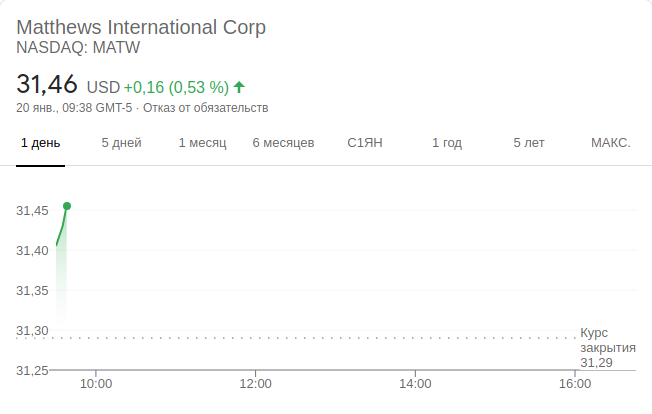 Matthews International Corp
NASDAQ: MATW
31,46 USD +0,16 (0,53 %)
20 янв., 09:38 GMT-5 · Отказ от обязательств
1 день 5 дней 1 месяц 6 месяцев С1ЯН 1 год 5 лет МАКС.
31,45
31,40
31,35
31,30
31,25
Курс
закрытия
31,29
10:00 12:00 14:00 16:00